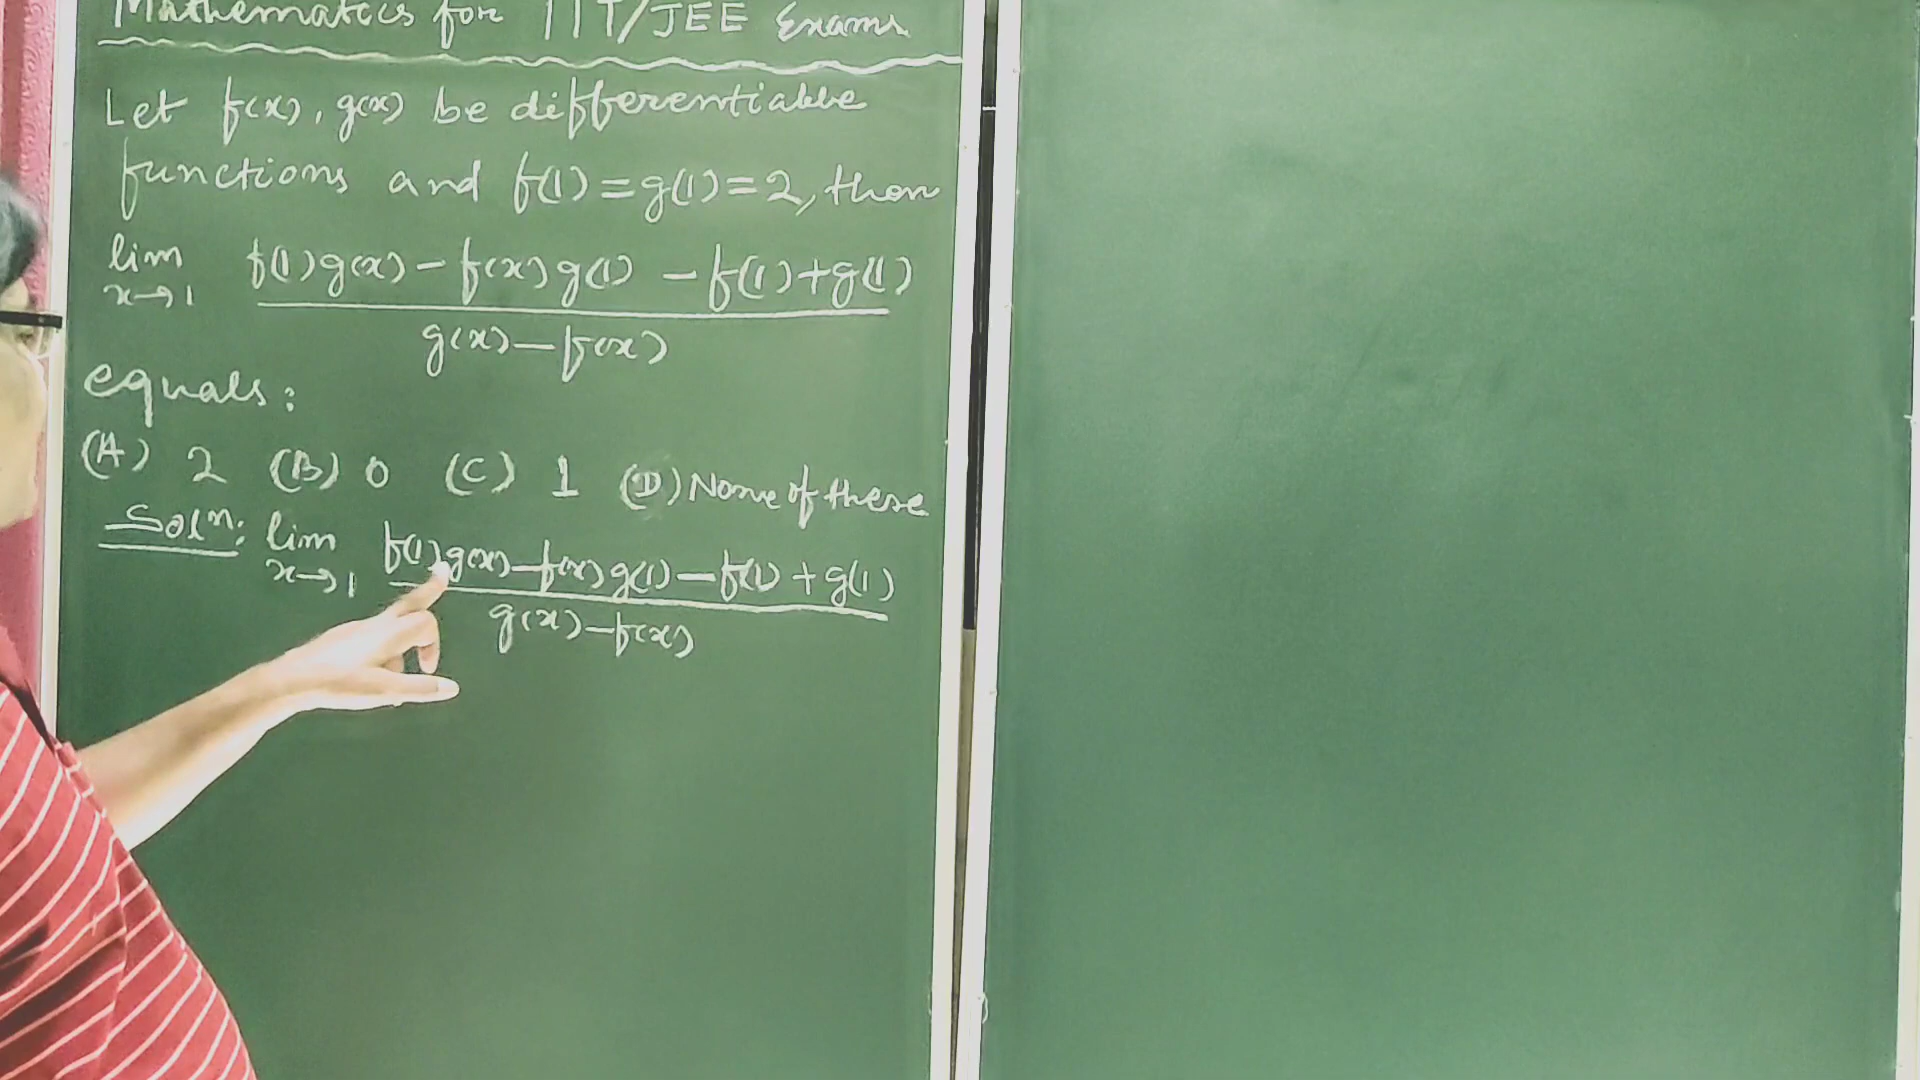 Mathematics for IIT/JEE Exams
Let f(x), g(x) be differentiable
functions and f(1)=g(1)=2, then
lim x→1 f(1)g(x)-f(x)g(1)-f(1)+g(1)
g(x)-f(x)
equals:
(A) 2 (B) 0 (C) 1 (D) None of these
Solⁿ: lim x→1 f(1)g(x)-f(x)g(1)-f(1)+g(1)
g(x)-f(x)